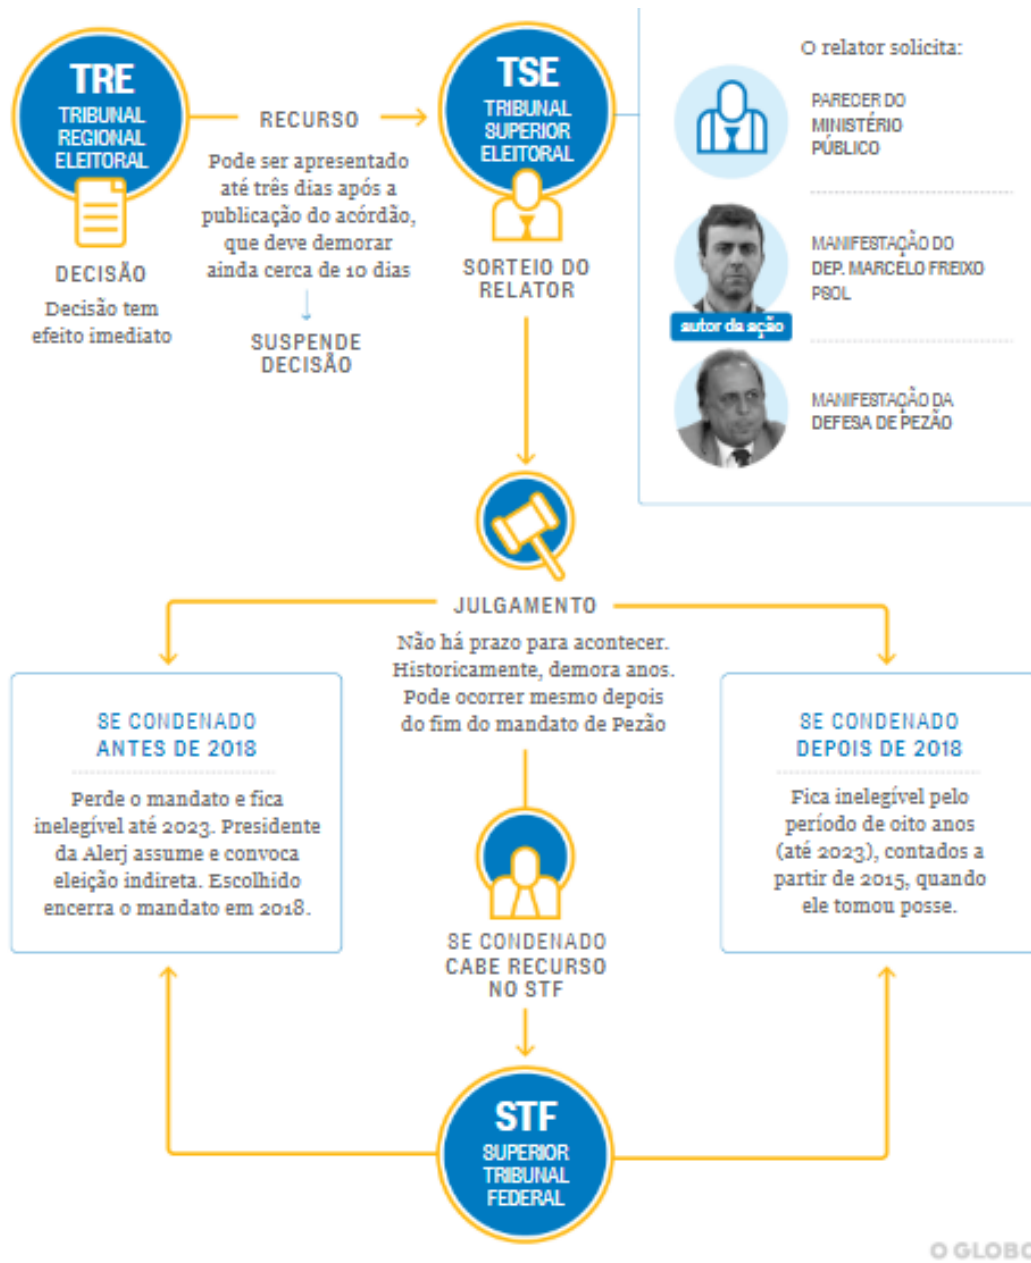 TRE
TRIBUNAL
REGIONAL
ELEITORAL
DECISÃO
Decisão tem
efeito imediato
RECURSO
Pode ser apresentado
até três dias após a
publicação do acórdão,
que deve demorar
ainda cerca de 10 dias
SUSPENDE
DECISÃO
TSE
TRIBUNAL
SUPERIOR
ELEITORAL
SORTEIO DO
RELATOR
O relator solicita:
PARECER DO
MINISTÉRIO
PÚBLICO
MANIFESTAÇÃO DO
DEP. MARCELO FREIXO
PSOL
autor da ação
MANIFESTAÇÃO DA
DEFESA DE PEZÃO
JULGAMENTO
Não há prazo para acontecer.
Historicamente, demora anos.
Pode ocorrer mesmo depois
do fim do mandato de Pezão
SE CONDENADO
ANTES DE 2018
Perde o mandato e fica
inelegível até 2023. Presidente
da Alerj assume e convoca
eleição indireta. Escolhido
encerra o mandato em 2018.
SE CONDENADO
DEPOIS DE 2018
Fica inelegível pelo
período de oito anos
(até 2023), contados a
partir de 2015, quando
ele tomou posse.
SE CONDENADO
CABE RECURSO
NO STF
STF
SUPERIOR
TRIBUNAL
FEDERAL
O GLOBO